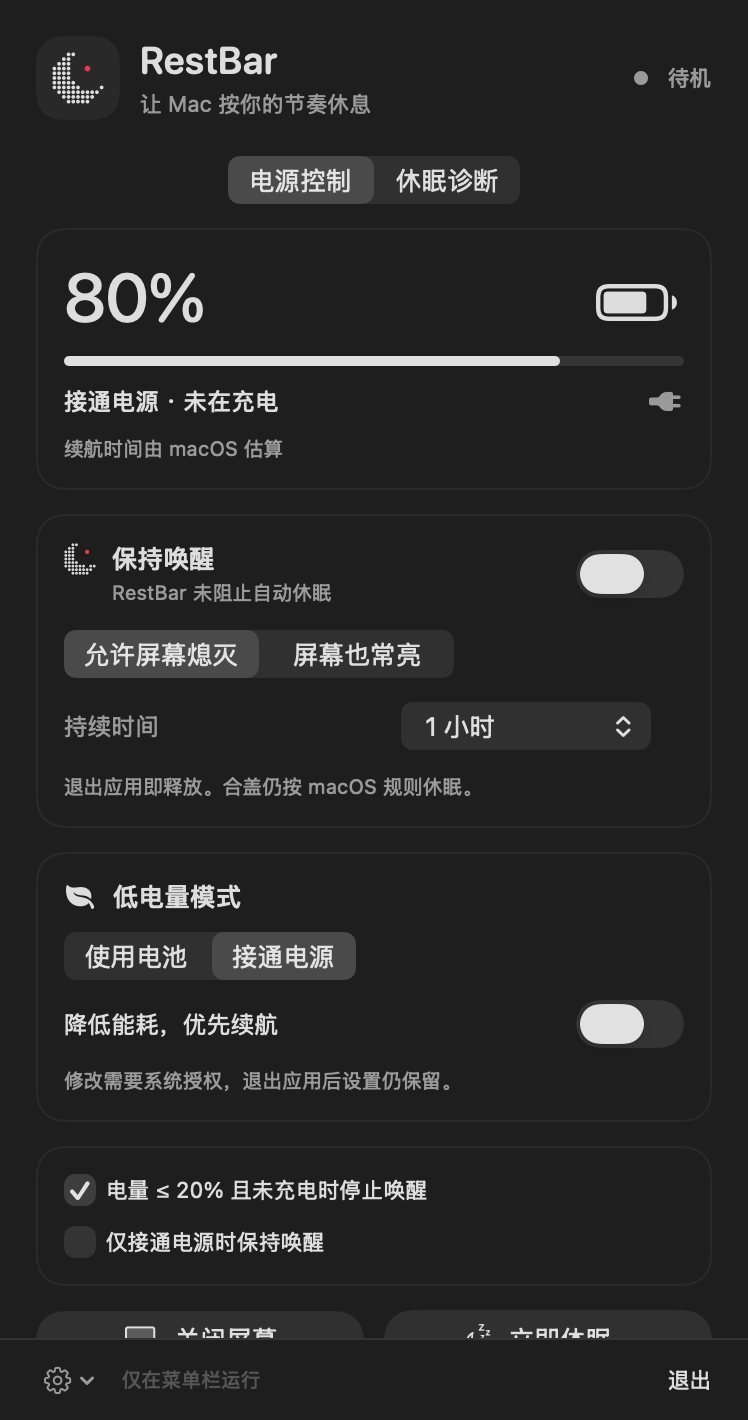 RestBar
让 Mac 按你的节奏休息
待机
电源控制
休眠诊断
80%
接通电源 · 未在充电
续航时间由 macOS 估算
保持唤醒
RestBar 未阻止自动休眠
允许屏幕熄灭
屏幕也常亮
持续时间
1 小时
退出应用即释放。合盖仍按 macOS 规则休眠。
低电量模式
使用电池
接通电源
降低能耗，优先续航
修改需要系统授权，退出应用后设置仍保留。
电量 ≤ 20% 且未充电时停止唤醒
仅接通电源时保持唤醒
关闭屏幕
立即休眠
仅在菜单栏运行
退出